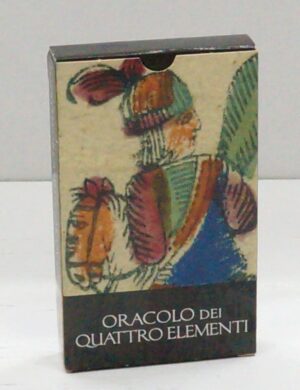 ORACOLO DEI
QUATTRO ELEMENTI